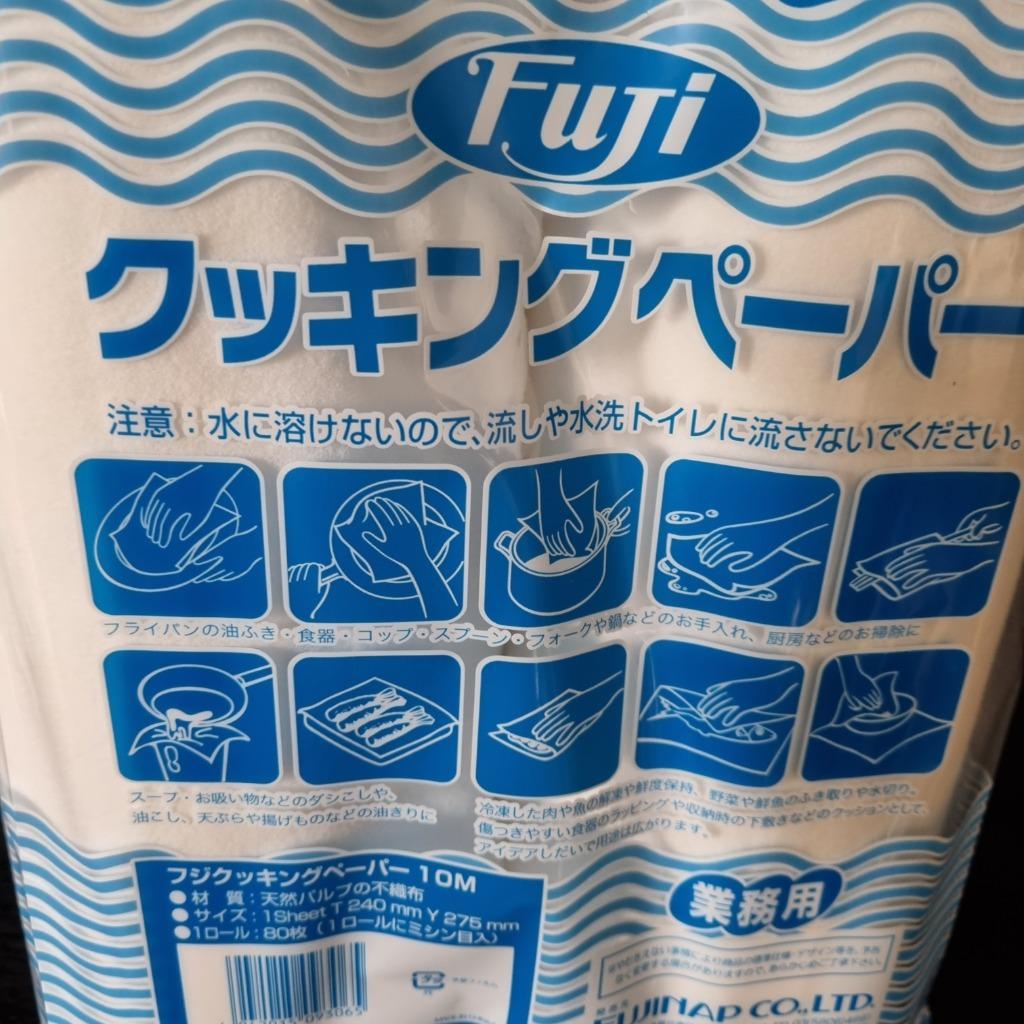 Fuji
クッキングペーパー
注意：水に溶けないので、流しや水洗トイレに流さないでください。
フライパンの油ふき・食器・コップ・スプーン・フォークや鍋などのお手入れ、厨房などのお掃除に
スープ・お吸い物などのダシこしや、
油こし、天ぷらや揚げものなどの油きりに
冷凍した肉や魚の解凍や鮮度保持、野菜や鮮魚のふき取りや水切り、
傷つきやすい食器のラッピングや収納時の下敷きなどのクッションとして、
アイデアしだいで用途は広がります。
フジクッキングペーパー 10M
●材 質：天然パルプの不織布
●サイズ：1Sheet T 240 mm Y 275 mm
●1ロール：80枚（1ロールにミシン目入）
業務用
FUJINAP CO.,LTD.